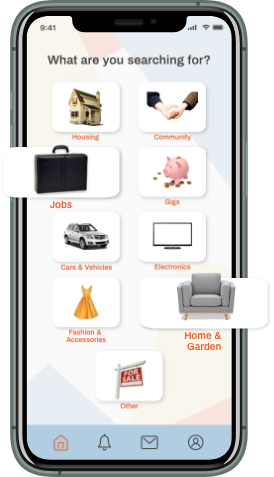 9:41
What are you searching for?
Housing
Community
Jobs
Gigs
Cars & Vehicles
Electronics
Fashion &
Accessories
Home &
Garden
FOR
SALE
Other